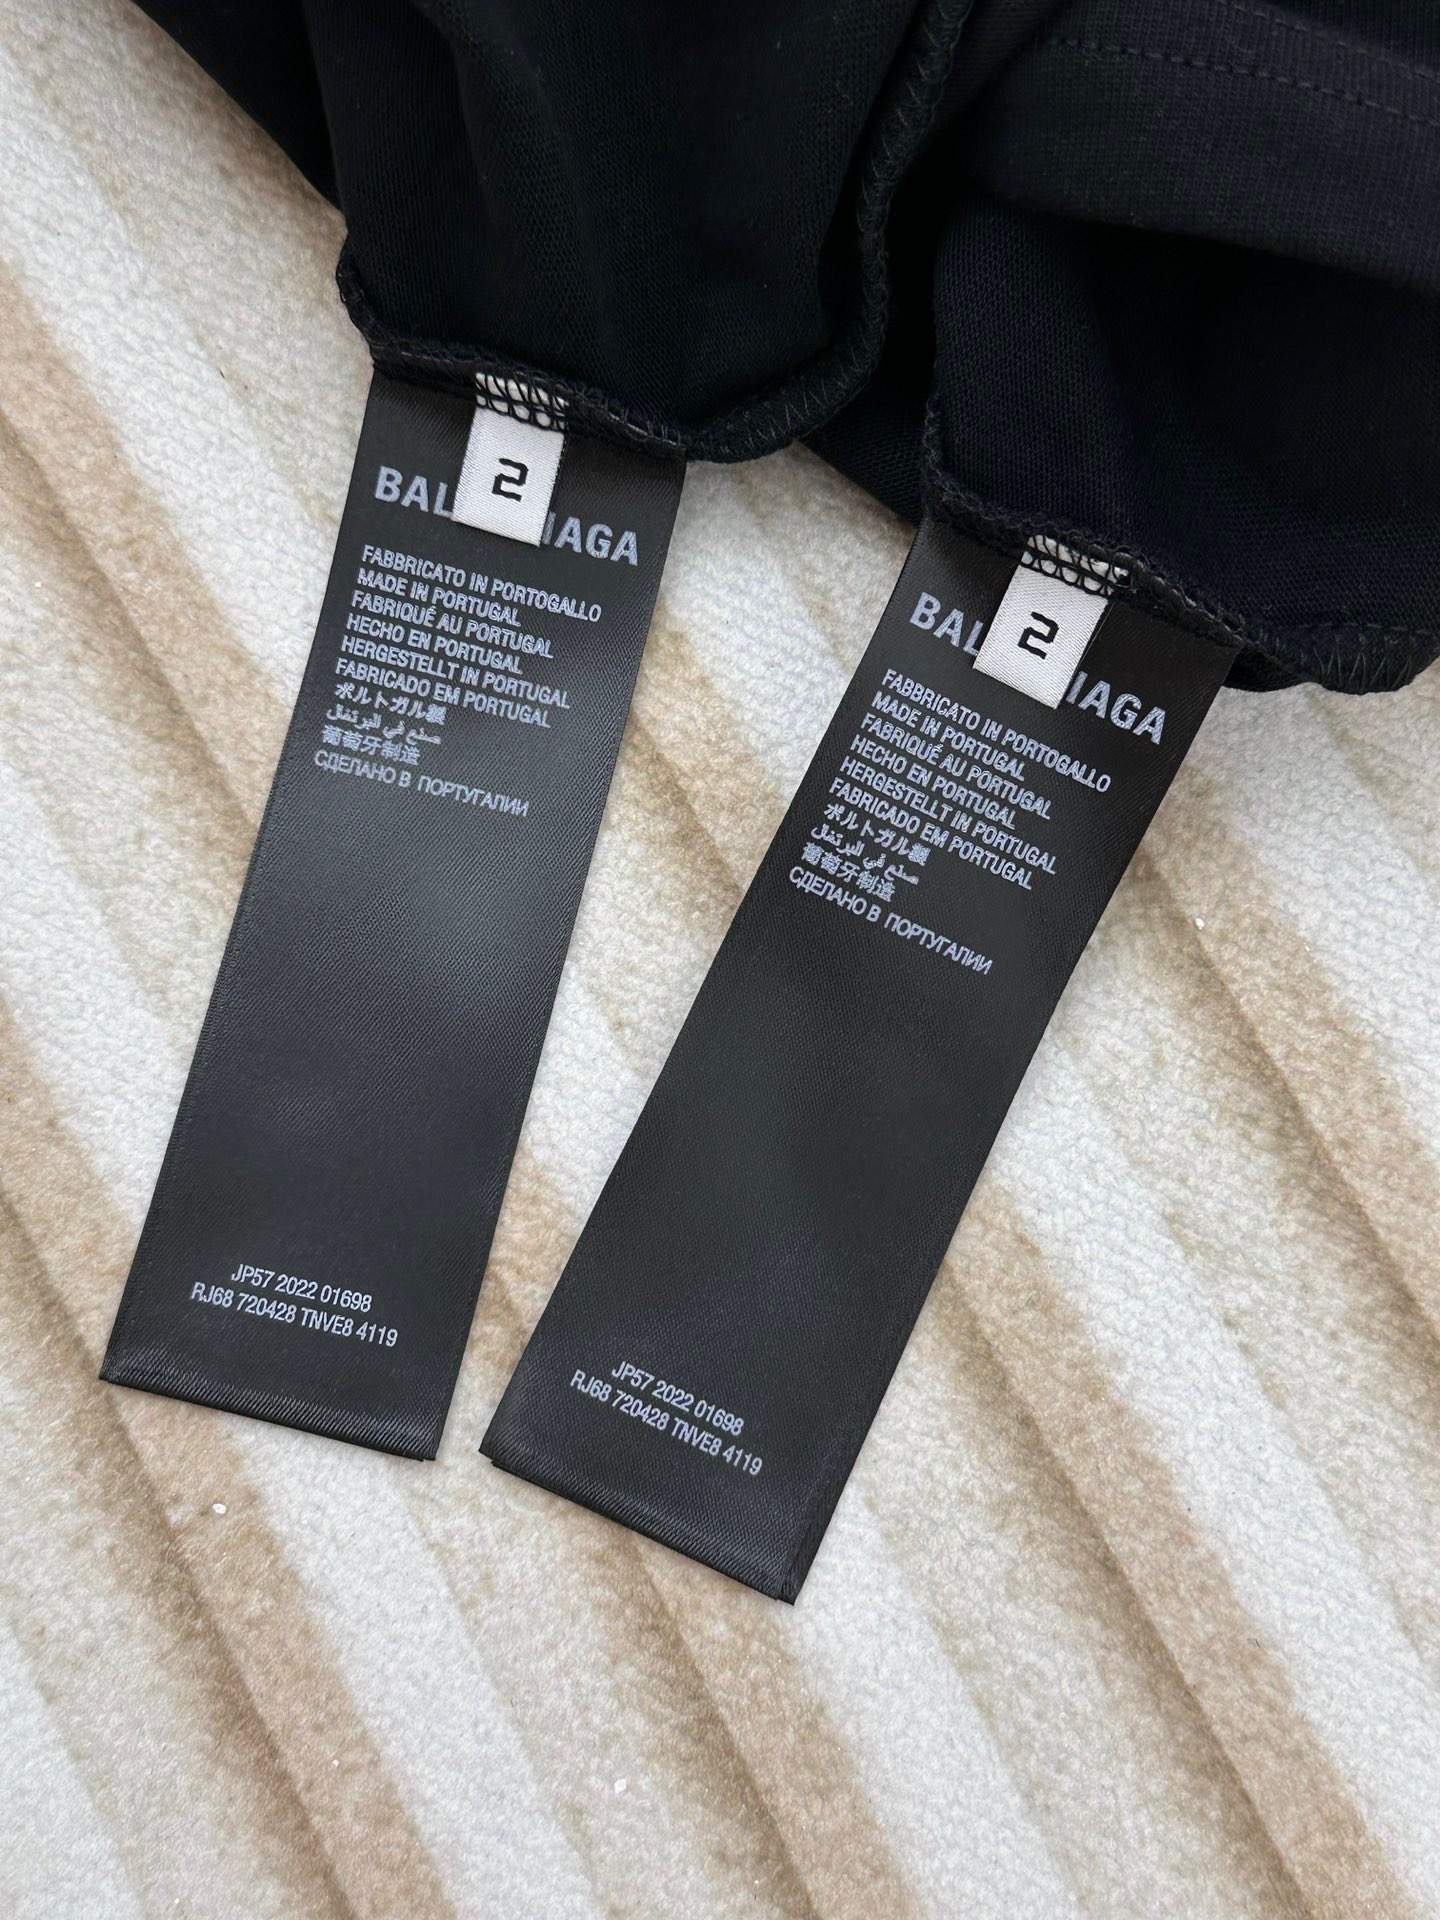 2
BAL IAGA
FABBRICATO IN PORTOGALLO
MADE IN PORTUGAL
FABRIQUÉ AU PORTUGAL
HECHO EN PORTUGAL
HERGESTELLT IN PORTUGAL
FABRICADO EM PORTUGAL
ポルトガル製
صنع في البرتغال
葡萄牙制造
СДЕЛАНО В ПОРТУГАЛИИ
JP57 2022 01698
RJ68 720428 TNVE8 4119
2
BAL IAGA
FABBRICATO IN PORTOGALLO
MADE IN PORTUGAL
FABRIQUÉ AU PORTUGAL
HECHO EN PORTUGAL
HERGESTELLT IN PORTUGAL
FABRICADO EM PORTUGAL
ポルトガル製
صنع في البرتغال
葡萄牙制造
СДЕЛАНО В ПОРТУГАЛИИ
JP57 2022 01698
RJ68 720428 TNVE8 4119